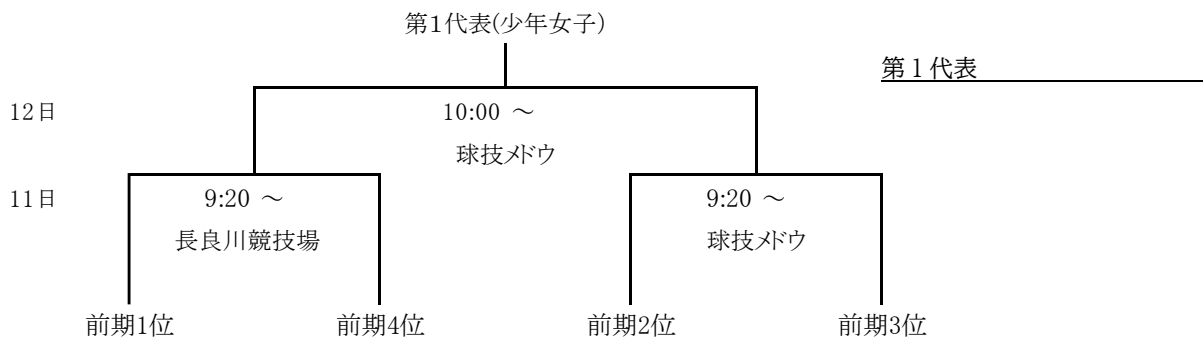 第1代表(少年女子)
第１代表
12日
10:00 ～
球技メドウ
11日
9:20 ～
9:20 ～
長良川競技場
球技メドウ
前期1位
前期4位
前期2位
前期3位